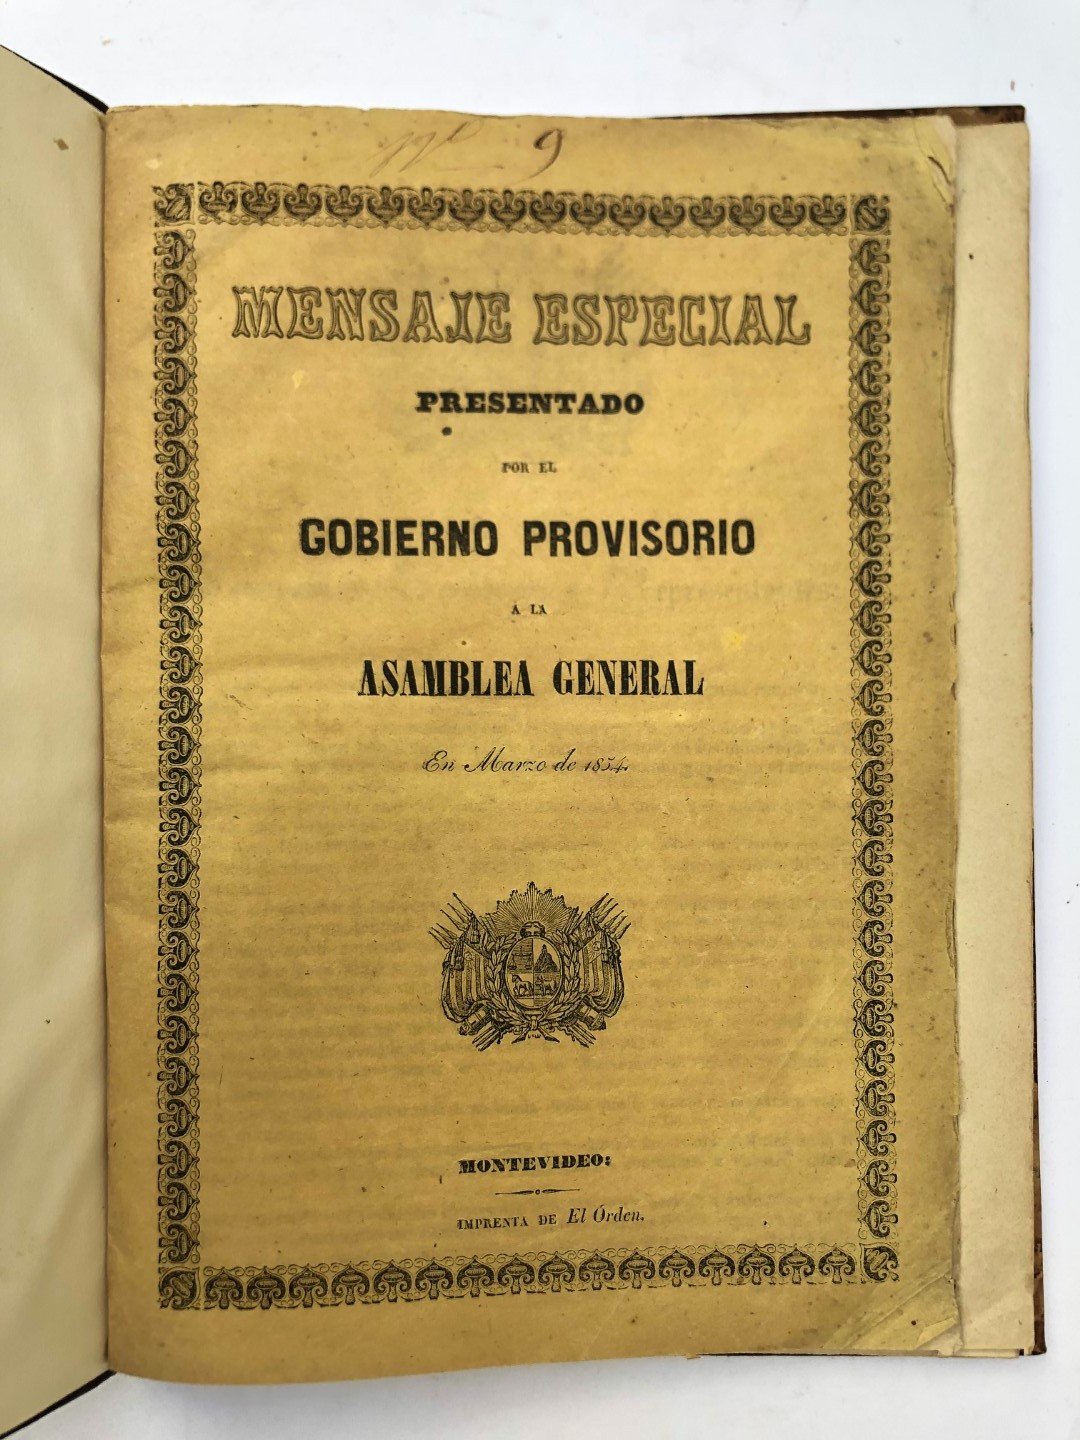 9
MENSAJE ESPECIAL
PRESENTADO
POR EL
GOBIERNO PROVISORIO
A LA
ASAMBLEA GENERAL
En Marzo de 1854.
MONTEVIDEO:
IMPRENTA DE El Orden.